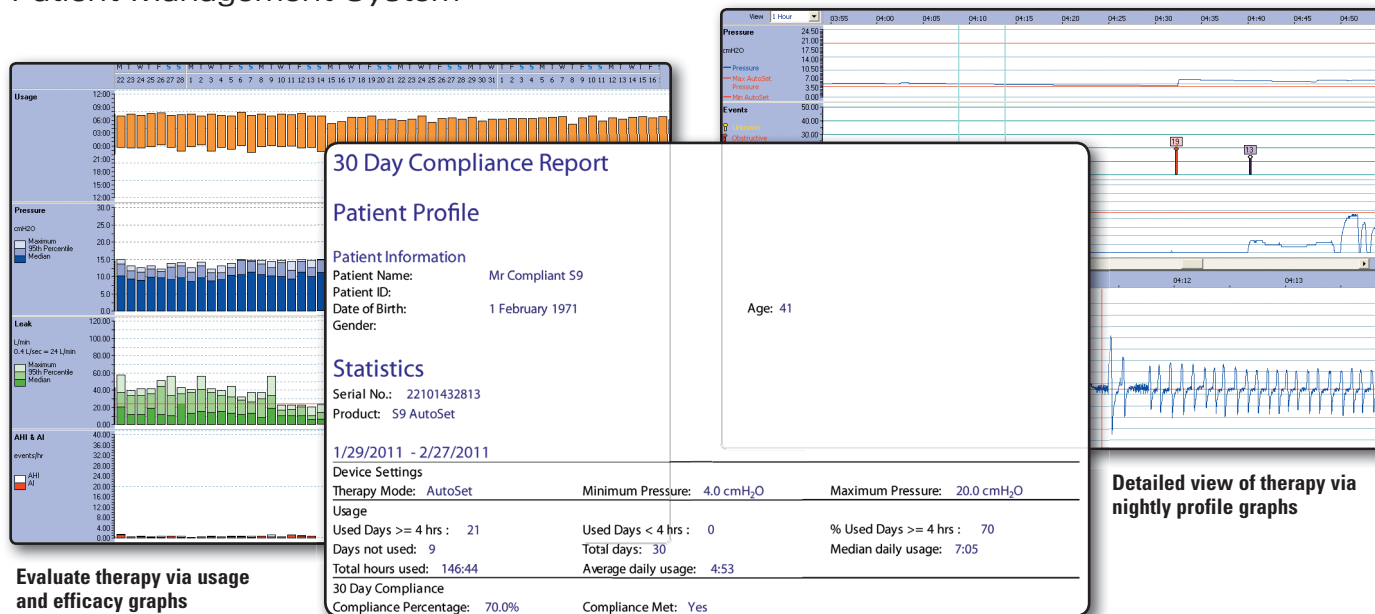 Patient Management System
View 1 Hour 03:55 04:00 04:05 04:10 04:15 04:20 04:25 04:30 04:35 04:40 04:45 04:50
Pressure
cmH2O
24.50
21.00
17.50
14.00
10.50
7.00
3.50
0.00
Pressure
Max AutoSet
Pressure
Min AutoSet
Events
50.00
40.00
30.00
Unknown
Obstructive
19
13
04:12 04:13
M T W T F S S M T W T F S S M T W T F S S M T W T F S S M T W T F S S M T W T F S S M T W T F S S M T W T F
22 23 24 25 26 27 28 1 2 3 4 5 6 7 8 9 10 11 12 13 14 15 16 17 18 19 20 21 22 23 24 25 26 27 28 29 30 31 1 2 3 4 5 6 7 8 9 10 11 12 13 14 15 16
Usage
12:00
09:00
06:00
03:00
00:00
21:00
18:00
15:00
12:00
Pressure
cmH2O
Maximum
95th Percentile
Median
30.0
25.0
20.0
15.0
10.0
5.0
Leak
L/min
0.4 L/sec = 24 L/min
Maximum
95th Percentile
Median
120.00
100.00
80.00
60.00
40.00
20.00
0.00
AHI & AI
events/hr
AHI
AI
40.00
36.00
32.00
28.00
24.00
20.00
16.00
12.00
8.00
4.00
0.00
30 Day Compliance Report
Patient Profile
Patient Information
Patient Name: Mr Compliant S9
Patient ID:
Date of Birth: 1 February 1971 Age: 41
Gender:
Statistics
Serial No.: 22101432813
Product: S9 AutoSet
1/29/2011 - 2/27/2011
Device Settings
Therapy Mode: AutoSet Minimum Pressure: 4.0 cmH₂O Maximum Pressure: 20.0 cmH₂O
Usage
Used Days >= 4 hrs : 21 Used Days < 4 hrs : 0 % Used Days >= 4 hrs : 70
Days not used: 9 Total days: 30 Median daily usage: 7:05
Total hours used: 146:44 Average daily usage: 4:53
30 Day Compliance
Compliance Percentage: 70.0% Compliance Met: Yes
Evaluate therapy via usage
and efficacy graphs
Detailed view of therapy via
nightly profile graphs